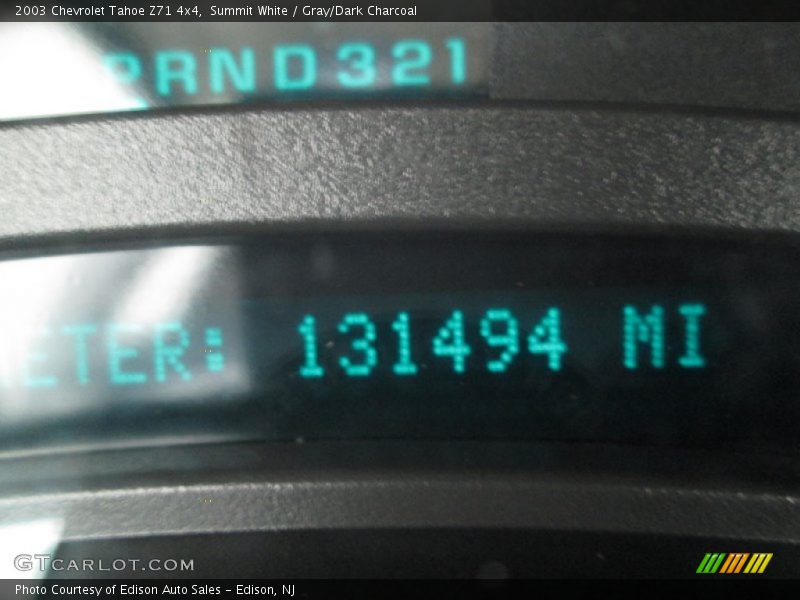 2003 Chevrolet Tahoe Z71 4x4, Summit White / Gray/Dark Charcoal
PRND321
ETER: 131494 MI
GTCARLOT.COM
Photo Courtesy of Edison Auto Sales - Edison, NJ